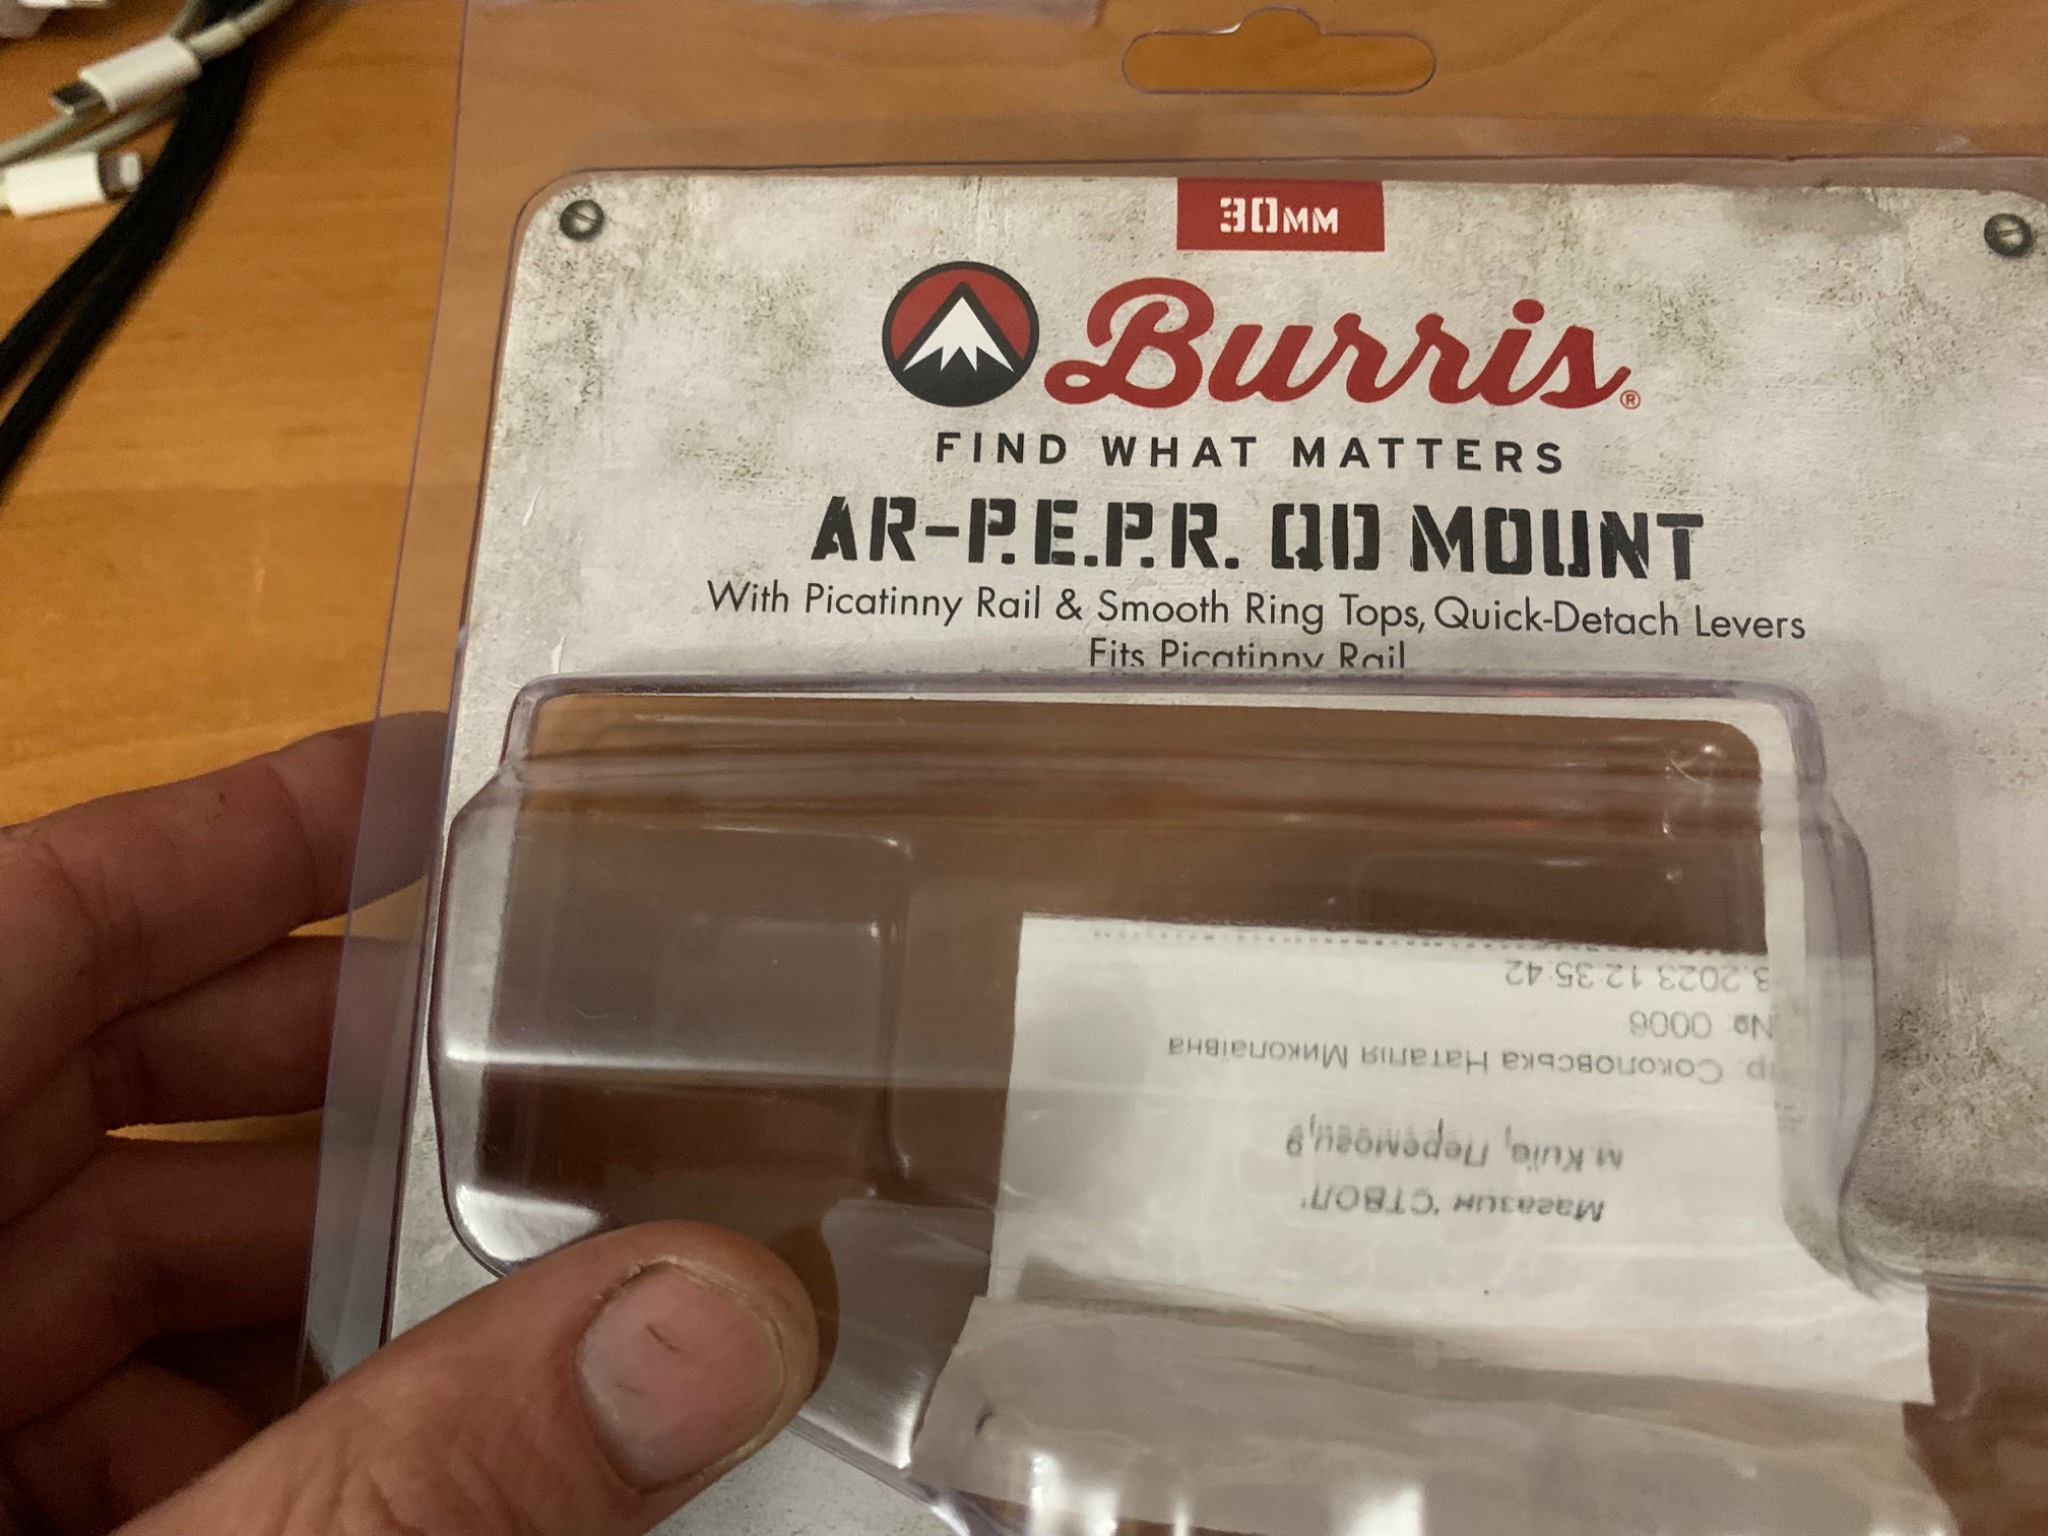 30MM
Burris®
FIND WHAT MATTERS
AR-P.E.P.R. QD MOUNT
With Picatinny Rail & Smooth Ring Tops, Quick-Detach Levers
Fits Picatinny Rail
Магазин "СТВОЛ"
м.Київ, Перемоги,9
р. Соколовська Наталія Миколаївна
№ 0006
3.2023 12:35:42